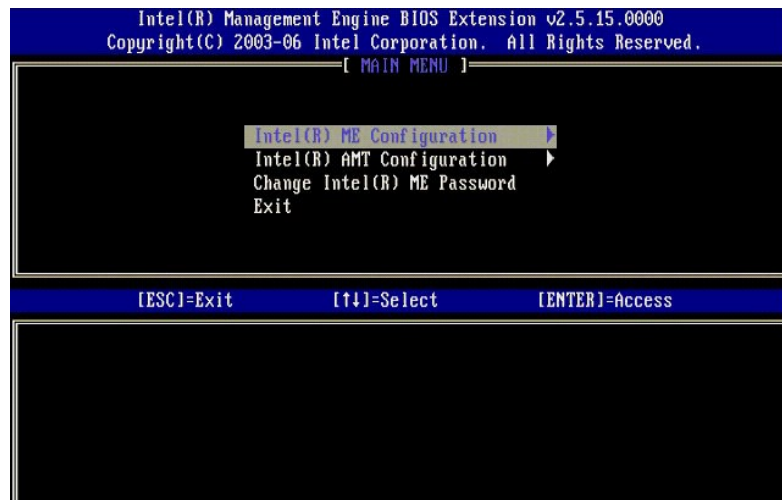 Intel(R) Management Engine BIOS Extension v2.5.15.0000
Copyright(C) 2003-06 Intel Corporation. All Rights Reserved.
[ MAIN MENU ]
Intel(R) ME Configuration ►
Intel(R) AMT Configuration ►
Change Intel(R) ME Password
Exit
[ESC]=Exit [↑↓]=Select [ENTER]=Access